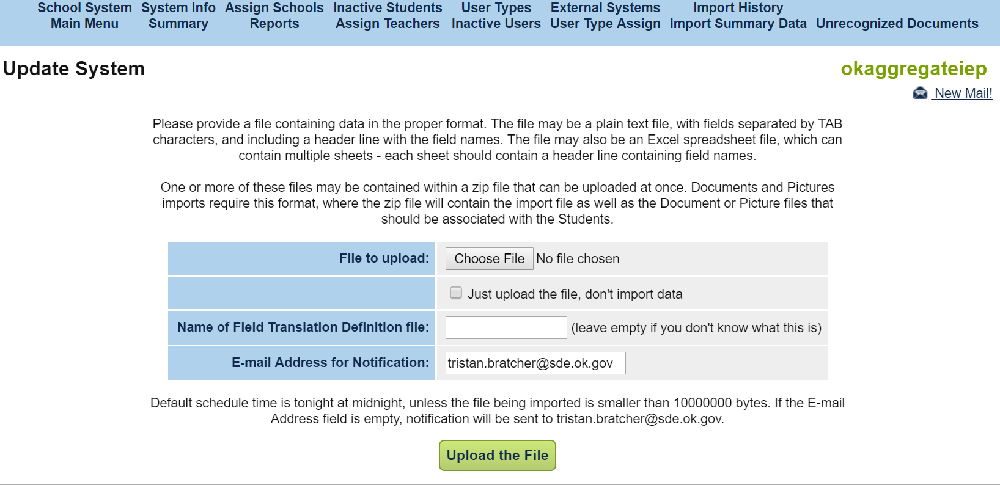 School System System Info Assign Schools Inactive Students User Types External Systems Import History
Main Menu Summary Reports Assign Teachers Inactive Users User Type Assign Import Summary Data Unrecognized Documents
Update System
okaggregateiep
New Mail!
Please provide a file containing data in the proper format. The file may be a plain text file, with fields separated by TAB
characters, and including a header line with the field names. The file may also be an Excel spreadsheet file, which can
contain multiple sheets - each sheet should contain a header line containing field names.
One or more of these files may be contained within a zip file that can be uploaded at once. Documents and Pictures
imports require this format, where the zip file will contain the import file as well as the Document or Picture files that
should be associated with the Students.
File to upload: Choose File No file chosen
Just upload the file, don't import data
Name of Field Translation Definition file: (leave empty if you don't know what this is)
E-mail Address for Notification: tristan.bratcher@sde.ok.gov
Default schedule time is tonight at midnight, unless the file being imported is smaller than 10000000 bytes. If the E-mail
Address field is empty, notification will be sent to tristan.bratcher@sde.ok.gov.
Upload the File